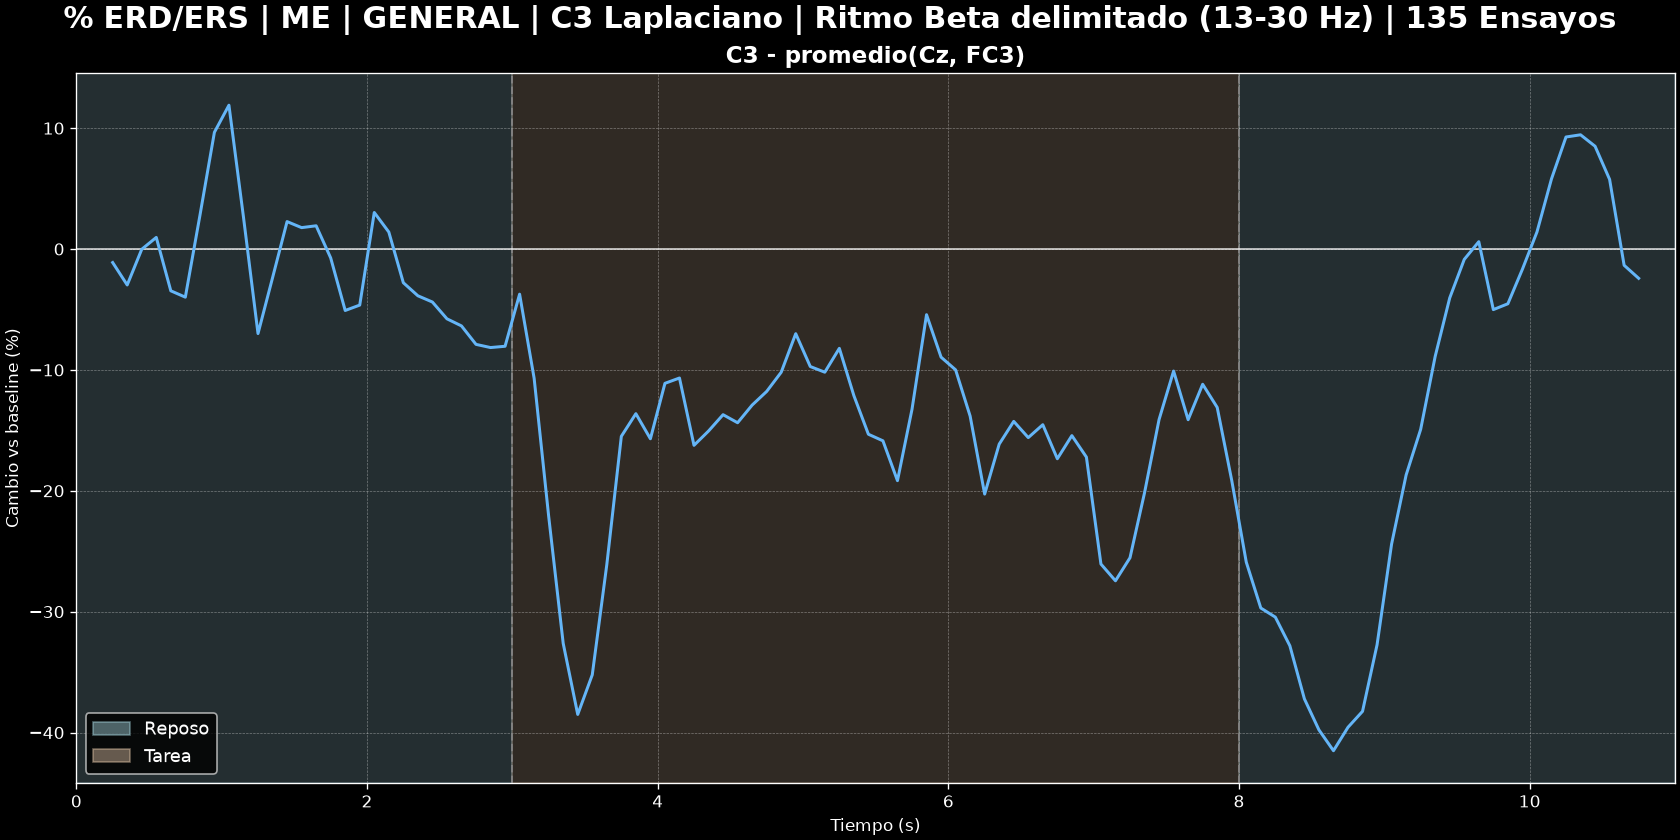 % ERD/ERS | ME | GENERAL | C3 Laplaciano | Ritmo Beta delimitado (13-30 Hz) | 135 Ensayos
C3 - promedio(Cz, FC3)
Cambio vs baseline (%)
10
0
−10
−20
−30
−40
Reposo
Tarea
0 2 4 6 8 10
Tiempo (s)